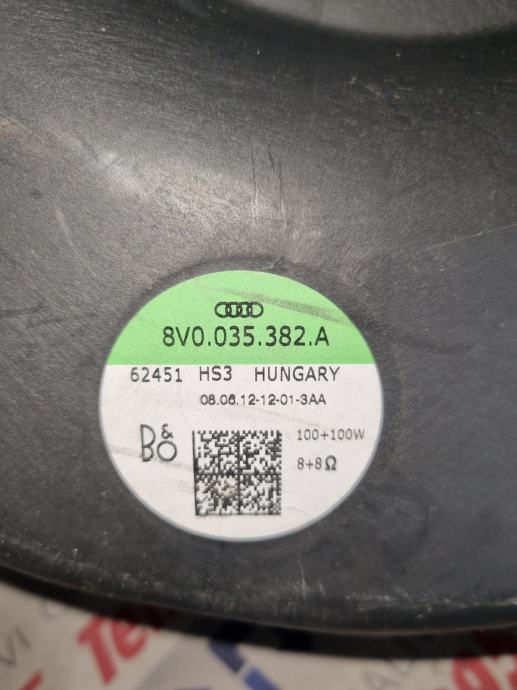 8V0.035.382.A
62451 HS3 HUNGARY
08.06.12-12-01-3AA
B&O
100+100W
8+8Ω